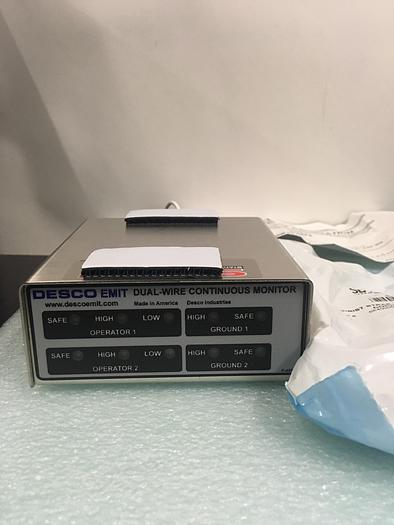 DESCO EMIT DUAL-WIRE CONTINUOUS MONITOR
www.descoemit.com Made in America Desco Industries
SAFE HIGH LOW HIGH SAFE
OPERATOR 1 GROUND 1
SAFE HIGH LOW HIGH SAFE
OPERATOR 2 GROUND 2